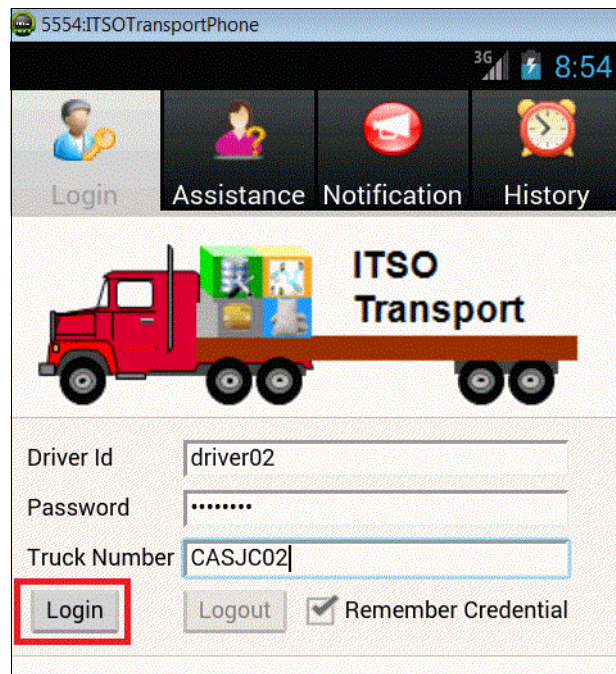 5554:ITSOTransportPhone
3G 8:54
Login Assistance Notification History
ITSO
Transport
Driver Id driver02
Password ••••••••
Truck Number CASJC02
Login Logout Remember Credential